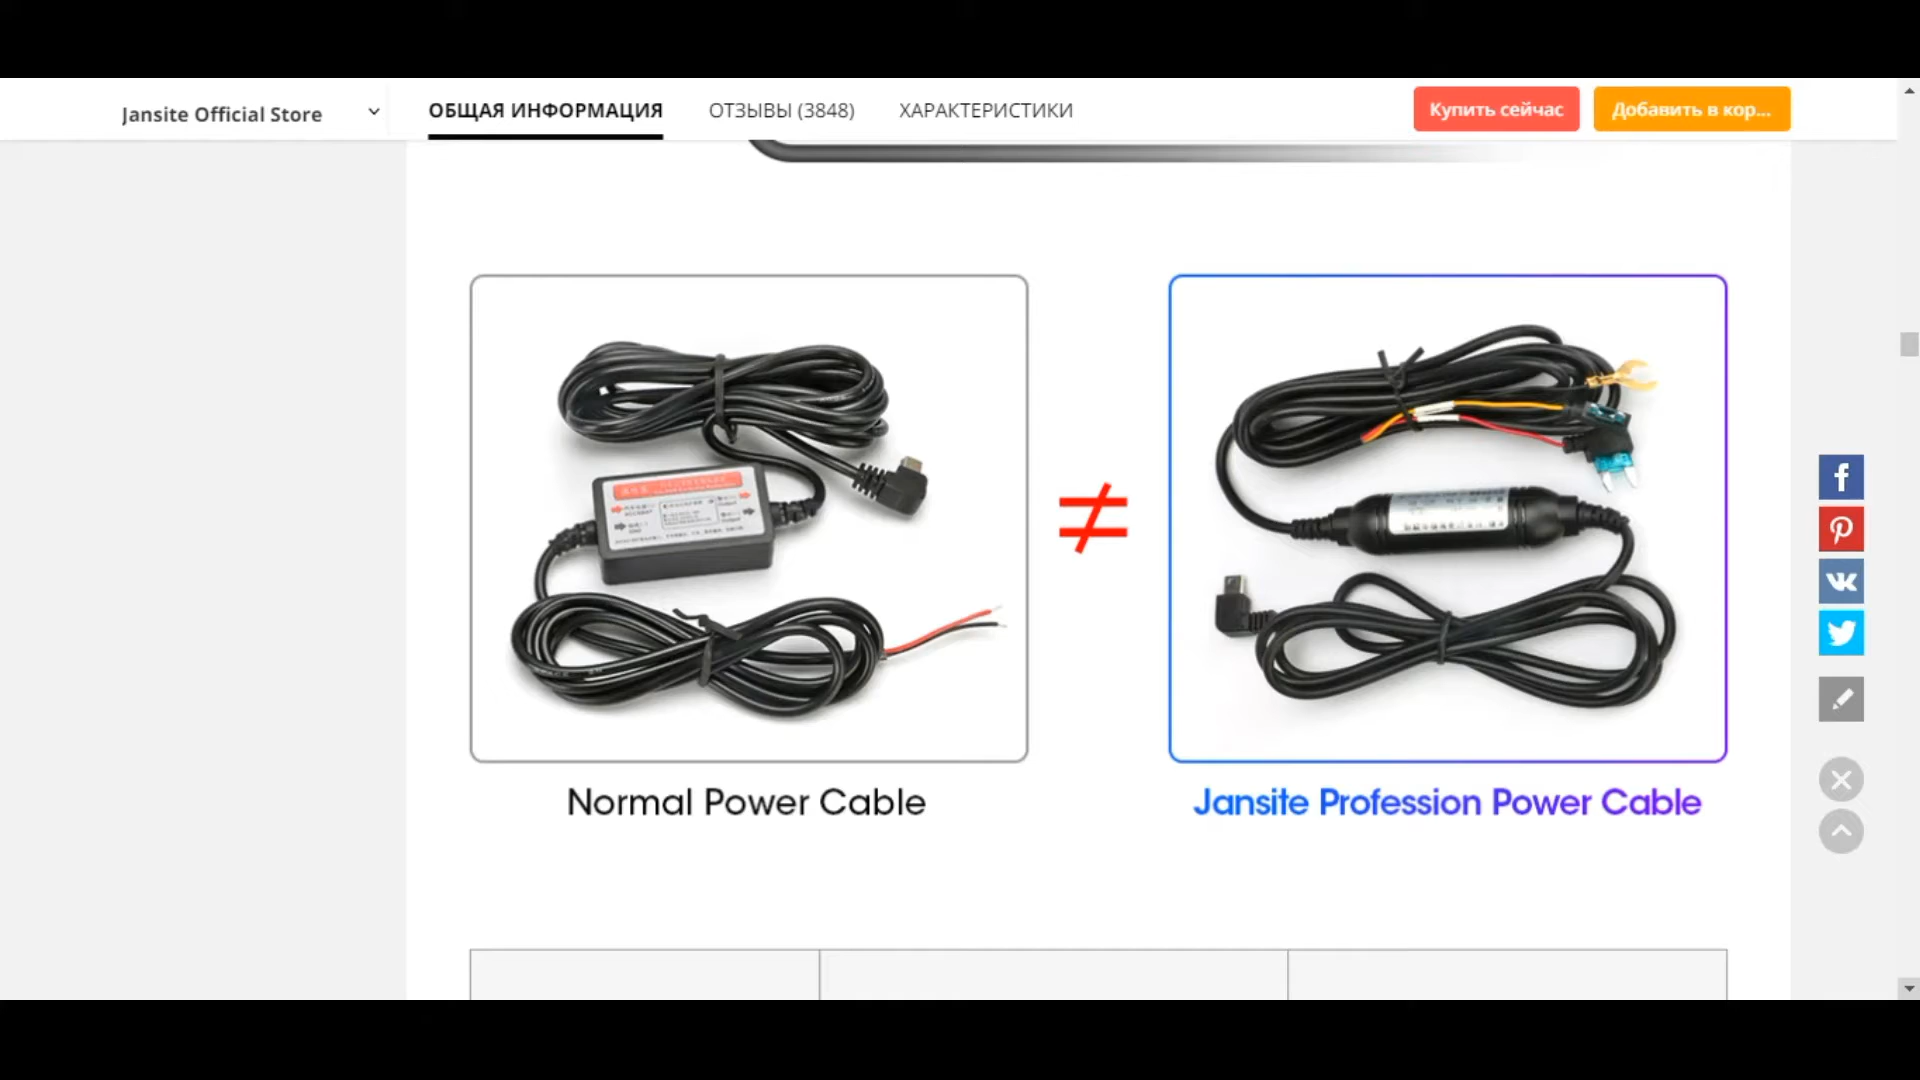 Jansite Official Store
ОБЩАЯ ИНФОРМАЦИЯ
ОТЗЫВЫ (3848)
ХАРАКТЕРИСТИКИ
Купить сейчас
Добавить в кор...
Normal Power Cable
Jansite Profession Power Cable